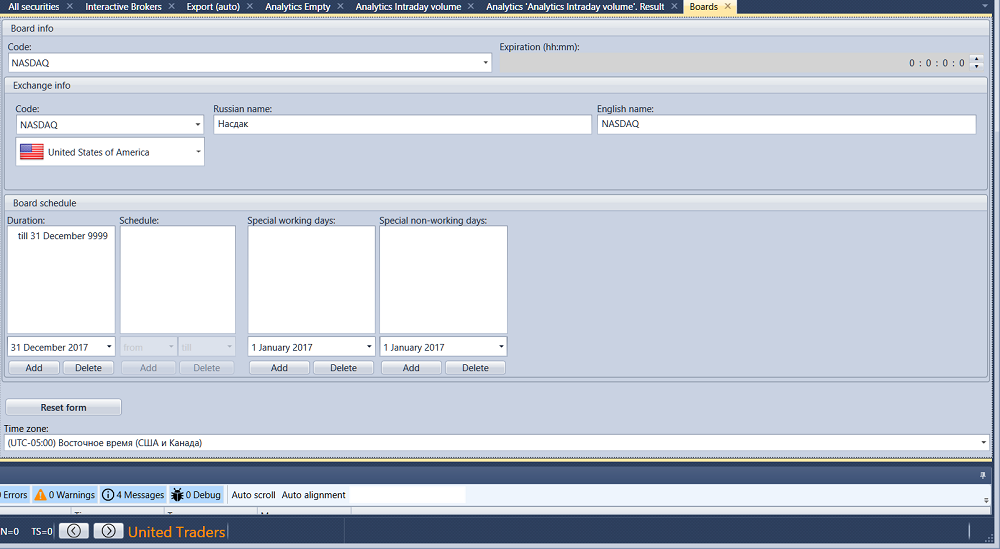 All securities Interactive Brokers Export (auto) Analytics Empty Analytics Intraday volume Analytics 'Analytics Intraday volume'. Result Boards
Board info
Code: Expiration (hh:mm):
NASDAQ 0 : 0 : 0 : 0
Exchange info
Code: Russian name: English name:
NASDAQ Насдак NASDAQ
United States of America
Board schedule
Duration: Schedule: Special working days: Special non-working days:
till 31 December 9999
31 December 2017 from till 1 January 2017 1 January 2017
Add Delete Add Delete Add Delete Add Delete
Reset form
Time zone:
(UTC-05:00) Восточное время (США и Канада)
Errors 0 Warnings 4 Messages 0 Debug Auto scroll Auto alignment
N=0 TS=0 United Traders